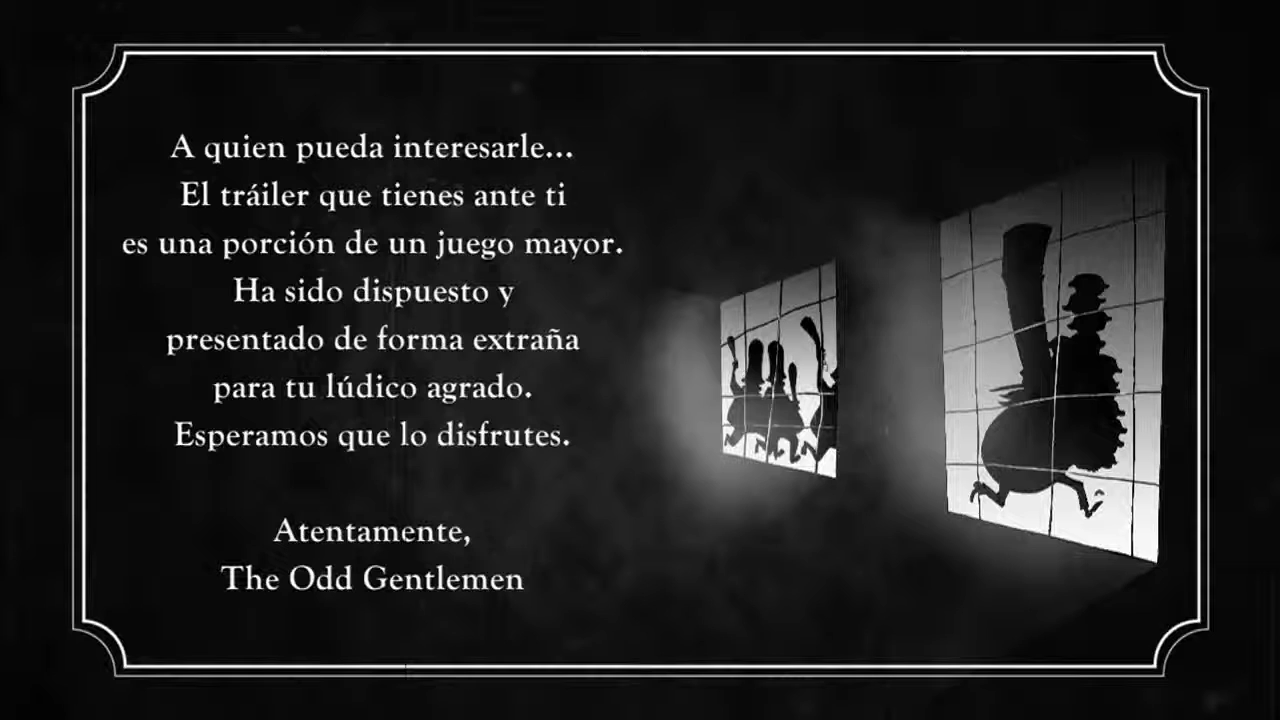 A quien pueda interesarle...
El tráiler que tienes ante ti
es una porción de un juego mayor.
Ha sido dispuesto y
presentado de forma extraña
para tu lúdico agrado.
Esperamos que lo disfrutes.
Atentamente,
The Odd Gentlemen